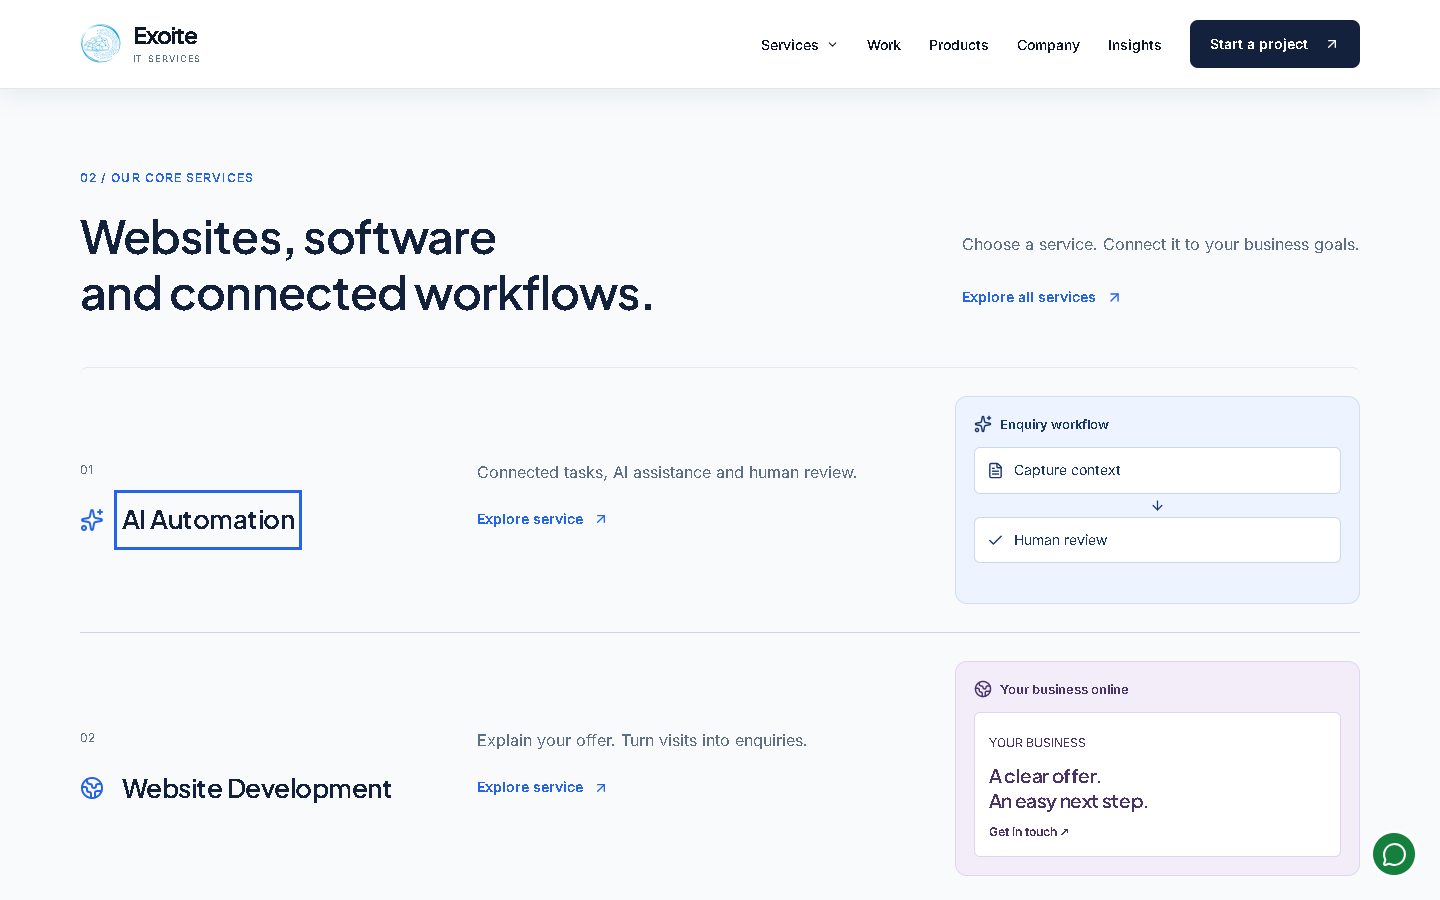 Exoite
IT SERVICES
Services
Work
Products
Company
Insights
Start a project
02 / OUR CORE SERVICES
Websites, software
and connected workflows.
Choose a service. Connect it to your business goals.
Explore all services
01
AI Automation
Connected tasks, AI assistance and human review.
Explore service
Enquiry workflow
Capture context
Human review
02
Website Development
Explain your offer. Turn visits into enquiries.
Explore service
Your business online
YOUR BUSINESS
A clear offer.
An easy next step.
Get in touch ↗